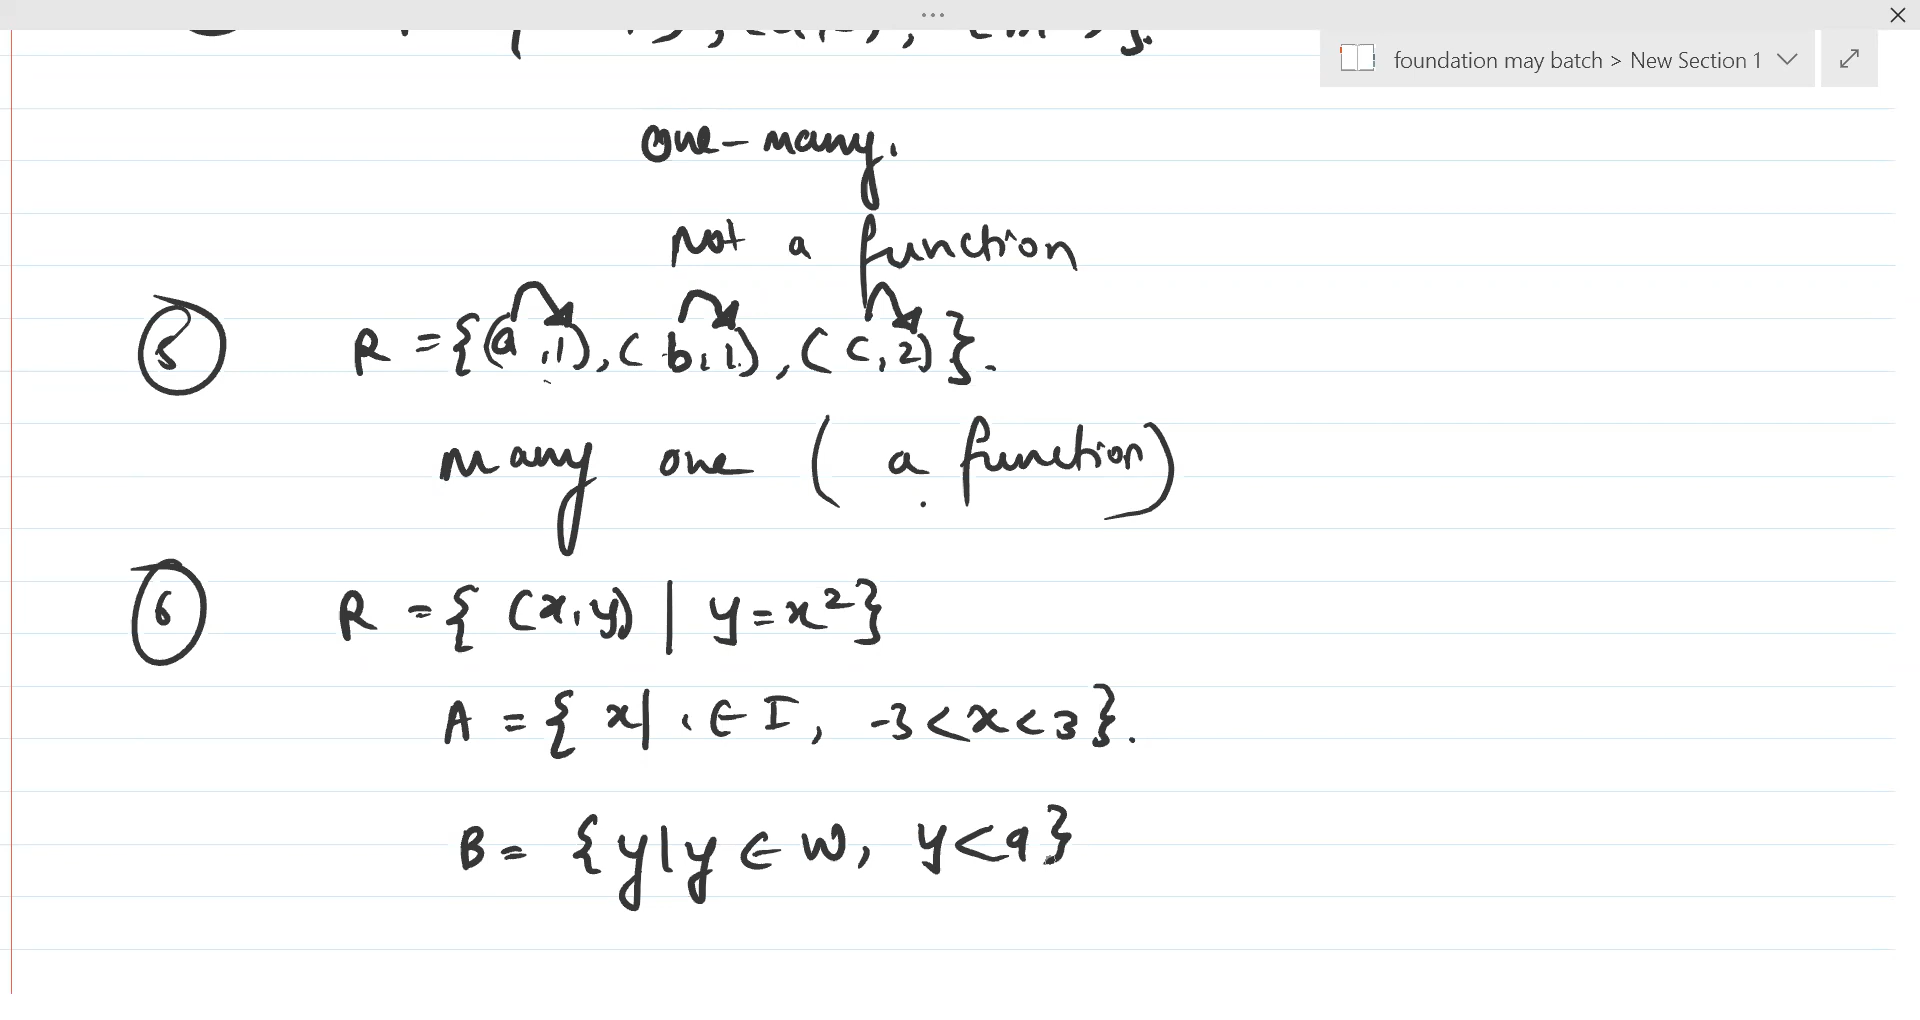 foundation may batch > New Section 1
one-many.
Not a function
5 R = {(a,1), (b,1), (c,2)}.
many one (a function)
6 R = {(x,y) | y=x²}
A = {x| ∈ I, -3<x<3}.
B = {y|y ∈ W, y<9}